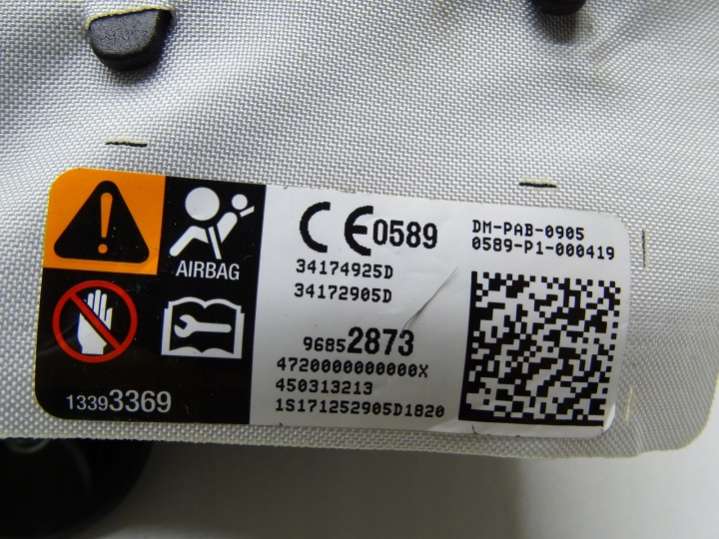 AIRBAG
13393369
CE0589
34174925D
34172905D
96852873
4720000000000X
450313213
1S171252905D1820
DM-PAB-0905
0589-P1-000419